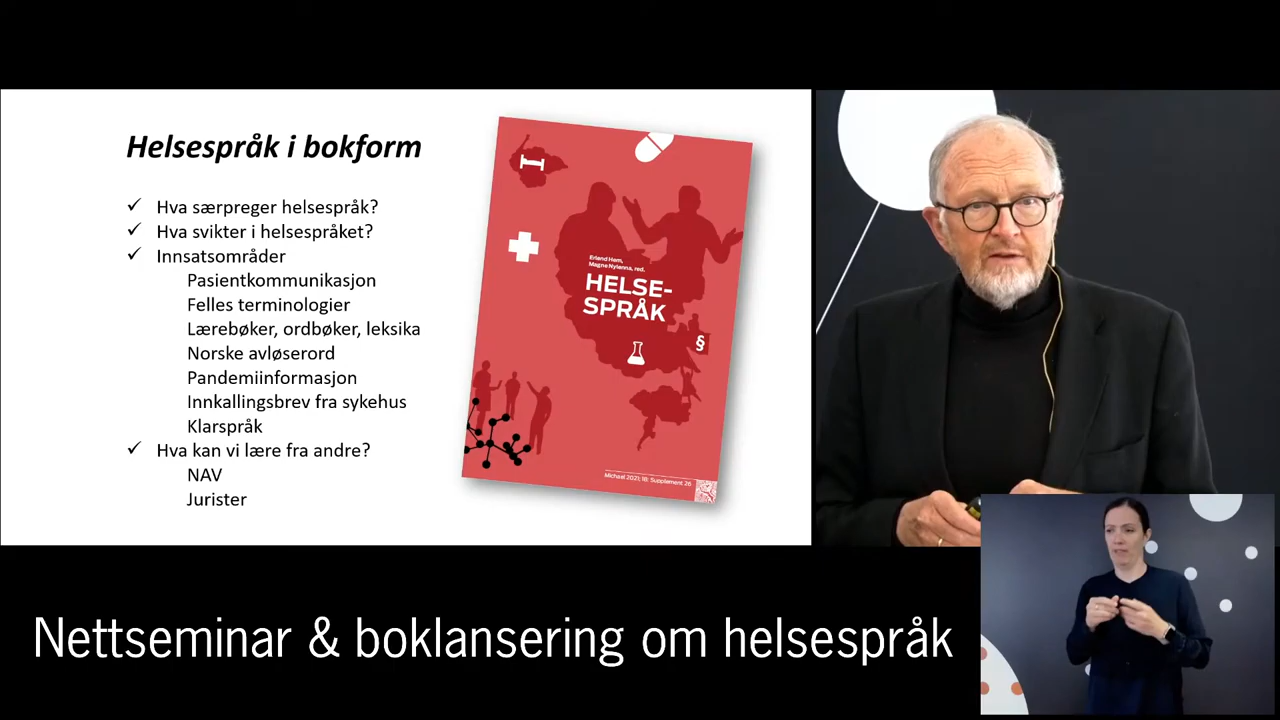 Helsespråk i bokform
✓ Hva særpreger helsespråk?
✓ Hva svikter i helsespråket?
✓ Innsatsområder
Pasientkommunikasjon
Felles terminologier
Lærebøker, ordbøker, leksika
Norske avløserord
Pandemiinformasjon
Innkallingsbrev fra sykehus
Klarspråk
✓ Hva kan vi lære fra andre?
NAV
Jurister
Erlend Hem,
Magne Nylenna, red.
HELSE-
SPRÅK
§
Michael 2021; 18: Supplement 26
Nettseminar & boklansering om helsespråk